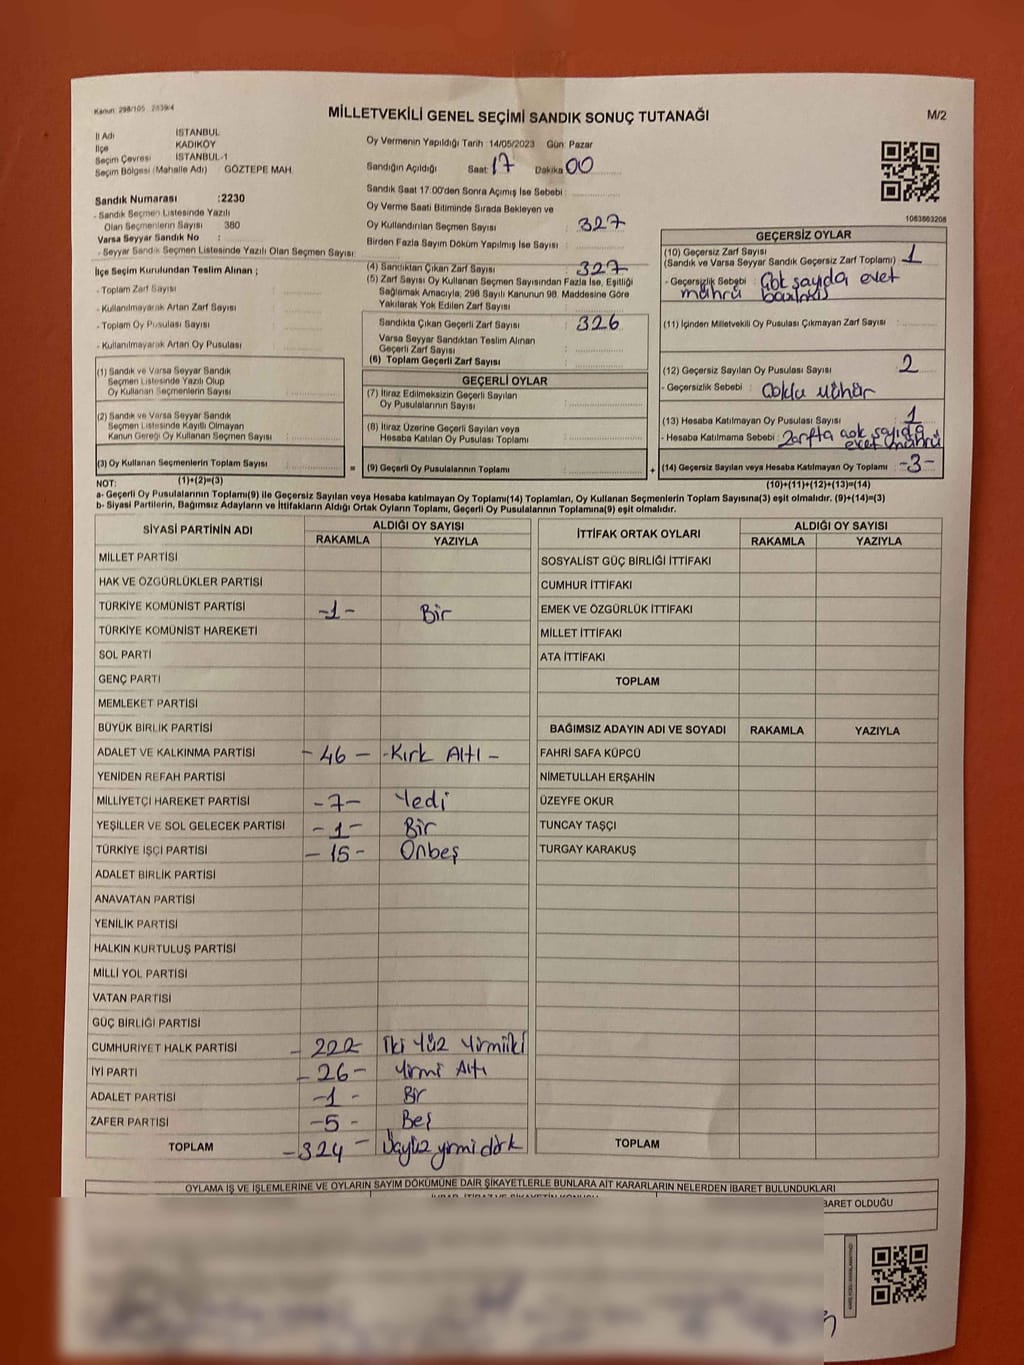 Kanun: 298/105
MİLLETVEKİLİ GENEL SEÇİMİ SANDIK SONUÇ TUTANAĞI
M/2
İl Adı İSTANBUL
İlçe KADIKÖY
Seçim Çevresi İSTANBUL-1
Seçim Bölgesi (Mahalle Adı) : GÖZTEPE MAH.
Sandık Numarası :2230
- Sandık Seçmen Listesinde Yazılı
Olan Seçmenlerin Sayısı : 380
Varsa Seyyar Sandık No :
- Seyyar Sandık Seçmen Listesinde Yazılı Olan Seçmen Sayısı:
İlçe Seçim Kurulundan Teslim Alınan ;
- Toplam Zarf Sayısı :
- Kullanılmayarak Artan Zarf Sayısı :
- Toplam Oy Pusulası Sayısı :
- Kullanılmayarak Artan Oy Pusulası :
(1) Sandık ve Varsa Seyyar Sandık
Seçmen Listesinde Yazılı Olup
Oy Kullanan Seçmenlerin Sayısı :
(2) Sandık ve Varsa Seyyar Sandık
Seçmen Listesinde Kayıtlı Olmayan
Kanun Gereği Oy Kullanan Seçmen Sayısı :
(3) Oy Kullanan Seçmenlerin Toplam Sayısı :
Oy Vermenin Yapıldığı Tarih :14/05/2023 Gün: Pazar
Sandığın Açıldığı Saat: 17 Dakika 00
Sandık Saat 17:00'den Sonra Açımış İse Sebebi :
Oy Verme Saati Bitiminde Sırada Bekleyen ve
Oy Kullandırılan Seçmen Sayısı : 327
Birden Fazla Sayım Döküm Yapılmış İse Sayısı :
(4) Sandıktan Çıkan Zarf Sayısı : 327
(5) Zarf Sayısı Oy Kullanan Seçmen Sayısından Fazla İse, Eşitliği
Sağlamak Amacıyla, 298 Sayılı Kanunun 98. Maddesine Göre
Yakılarak Yok Edilen Zarf Sayısı :
Sandıkta Çıkan Geçerli Zarf Sayısı : 326
Varsa Seyyar Sandıktan Teslim Alınan
Geçerli Zarf Sayısı :
(6) Toplam Geçerli Zarf Sayısı :
GEÇERLİ OYLAR
(7) İtiraz Edilmeksizin Geçerli Sayılan
Oy Pusulalarının Sayısı :
(8) İtiraz Üzerine Geçerli Sayılan veya
Hesaba Katılan Oy Pusulası Toplamı :
= (9) Geçerli Oy Pusulalarının Toplamı : +
1063663206
GEÇERSİZ OYLAR
(10) Geçersiz Zarf Sayısı
(Sandık ve Varsa Seyyar Sandık Geçersiz Zarf Toplamı) : 1
- Geçersizlik Sebebi : Çok sayıda evet
mührü basılmış
(11) İçinden Milletvekili Oy Pusulası Çıkmayan Zarf Sayısı :
(12) Geçersiz Sayılan Oy Pusulası Sayısı : 2
- Geçersizlik Sebebi : Çoklu mühür
(13) Hesaba Katılmayan Oy Pusulası Sayısı : 1
- Hesaba Katılmama Sebebi : Zarfta çok sayıda
evet mührü
(14) Geçersiz Sayılan veya Hesaba Katılmayan Oy Toplamı : -3-
NOT: (1)+(2)=(3)
(10)+(11)+(12)+(13)=(14)
a- Geçerli Oy Pusulalarının Toplamı(9) ile Geçersiz Sayılan veya Hesaba katılmayan Oy Toplamı(14) Toplamları, Oy Kullanan Seçmenlerin Toplam Sayısına(3) eşit olmalıdır. (9)+(14)=(3)
b- Siyasi Partilerin, Bağımsız Adayların ve İttifakların Aldığı Ortak Oyların Toplamı, Geçerli Oy Pusulalarının Toplamına(9) eşit olmalıdır.
SİYASİ PARTİNİN ADI
ALDIĞI OY SAYISI
RAKAMLA YAZIYLA
MİLLET PARTİSİ
HAK VE ÖZGÜRLÜKLER PARTİSİ
TÜRKİYE KOMÜNİST PARTİSİ -1- Bir
TÜRKİYE KOMÜNİST HAREKETİ
SOL PARTİ
GENÇ PARTİ
MEMLEKET PARTİSİ
BÜYÜK BİRLİK PARTİSİ
ADALET VE KALKINMA PARTİSİ -46- -Kırk Altı-
YENİDEN REFAH PARTİSİ
MİLLİYETÇİ HAREKET PARTİSİ -7- Yedi
YEŞİLLER VE SOL GELECEK PARTİSİ -1- Bir
TÜRKİYE İŞÇİ PARTİSİ -15- Onbeş
ADALET BİRLİK PARTİSİ
ANAVATAN PARTİSİ
YENİLİK PARTİSİ
HALKIN KURTULUŞ PARTİSİ
MİLLİ YOL PARTİSİ
VATAN PARTİSİ
GÜÇ BİRLİĞİ PARTİSİ
CUMHURİYET HALK PARTİSİ -222- İki Yüz Yirmiiki
İYİ PARTİ -26- Yirmi Altı
ADALET PARTİSİ -1- Bir
ZAFER PARTİSİ -5- Beş
TOPLAM -324- Üçyüz yirmi dört
İTTİFAK ORTAK OYLARI
ALDIĞI OY SAYISI
RAKAMLA YAZIYLA
SOSYALİST GÜÇ BİRLİĞİ İTTİFAKI
CUMHUR İTTİFAKI
EMEK VE ÖZGÜRLÜK İTTİFAKI
MİLLET İTTİFAKI
ATA İTTİFAKI
TOPLAM
BAĞIMSIZ ADAYIN ADI VE SOYADI RAKAMLA YAZIYLA
FAHRİ SAFA KÜPCÜ
NİMETULLAH ERŞAHİN
ÜZEYFE OKUR
TUNCAY TAŞÇI
TURGAY KARAKUŞ
TOPLAM
OYLAMA İŞ VE İŞLEMLERİNE VE OYLARIN SAYIM DÖKÜMÜNE DAİR ŞİKAYETLERLE BUNLARA AİT KARARLARIN NELERDEN İBARET BULUNDUKLARI
BARET OLDUĞU